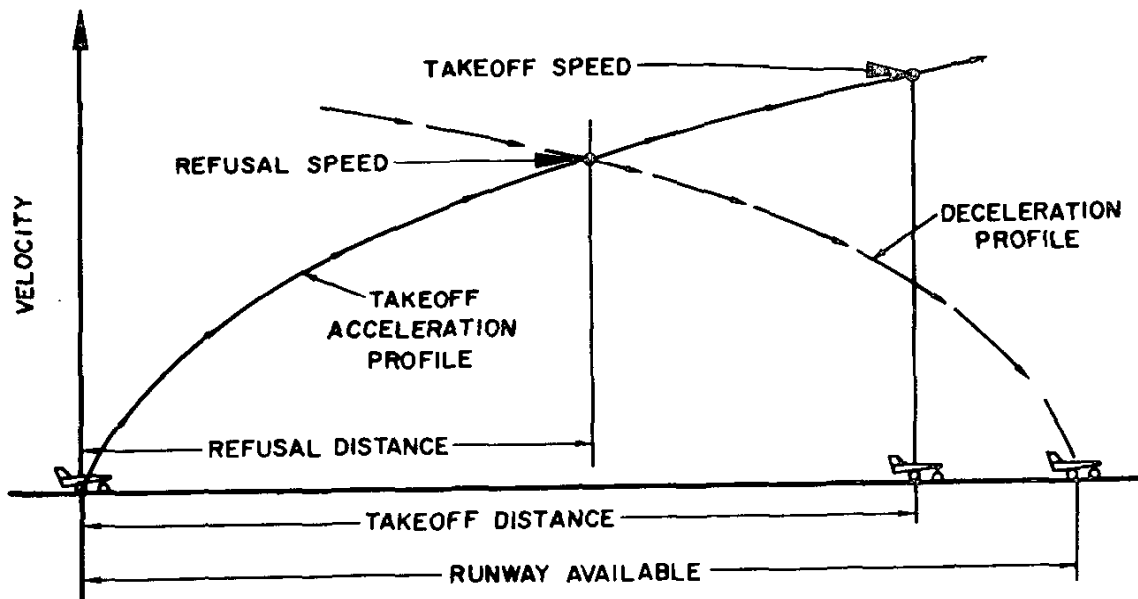 TAKEOFF SPEED
REFUSAL SPEED
VELOCITY
DECELERATION
PROFILE
TAKEOFF
ACCELERATION
PROFILE
REFUSAL DISTANCE
TAKEOFF DISTANCE
RUNWAY AVAILABLE